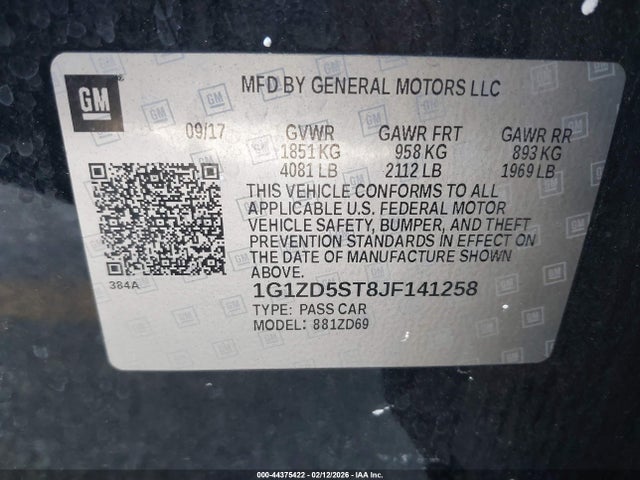 GM
MFD BY GENERAL MOTORS LLC
09/17 GVWR GAWR FRT GAWR RR
1851 KG 958 KG 893 KG
4081 LB 2112 LB 1969 LB
THIS VEHICLE CONFORMS TO ALL
APPLICABLE U.S. FEDERAL MOTOR
VEHICLE SAFETY, BUMPER, AND THEFT
PREVENTION STANDARDS IN EFFECT ON
THE DATE OF MANUFACTURE SHOWN
ABOVE.
384A
1G1ZD5ST8JF141258
TYPE: PASS CAR
MODEL: 881ZD69
000-44375422 - 02/12/2026 - IAA Inc.